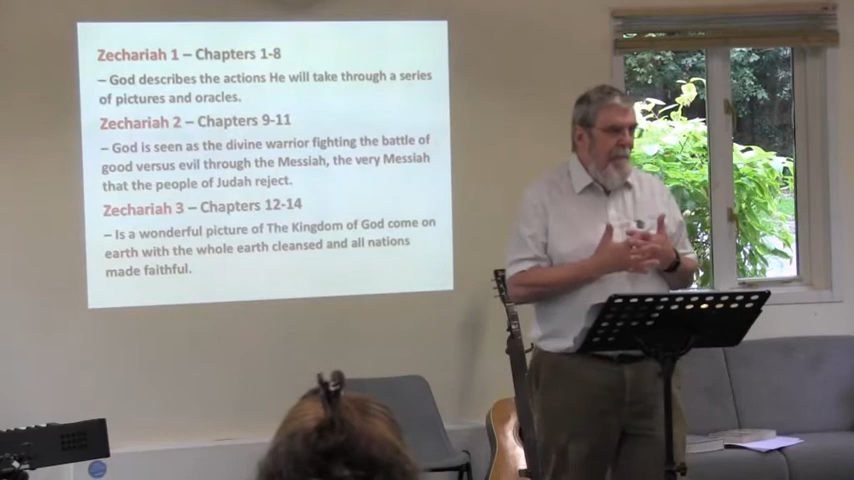 Zechariah 1 – Chapters 1-8
– God describes the actions He will take through a series
of pictures and oracles.
Zechariah 2 – Chapters 9-11
– God is seen as the divine warrior fighting the battle of
good versus evil through the Messiah, the very Messiah
that the people of Judah reject.
Zechariah 3 – Chapters 12-14
– Is a wonderful picture of The Kingdom of God come on
earth with the whole earth cleansed and all nations
made faithful.